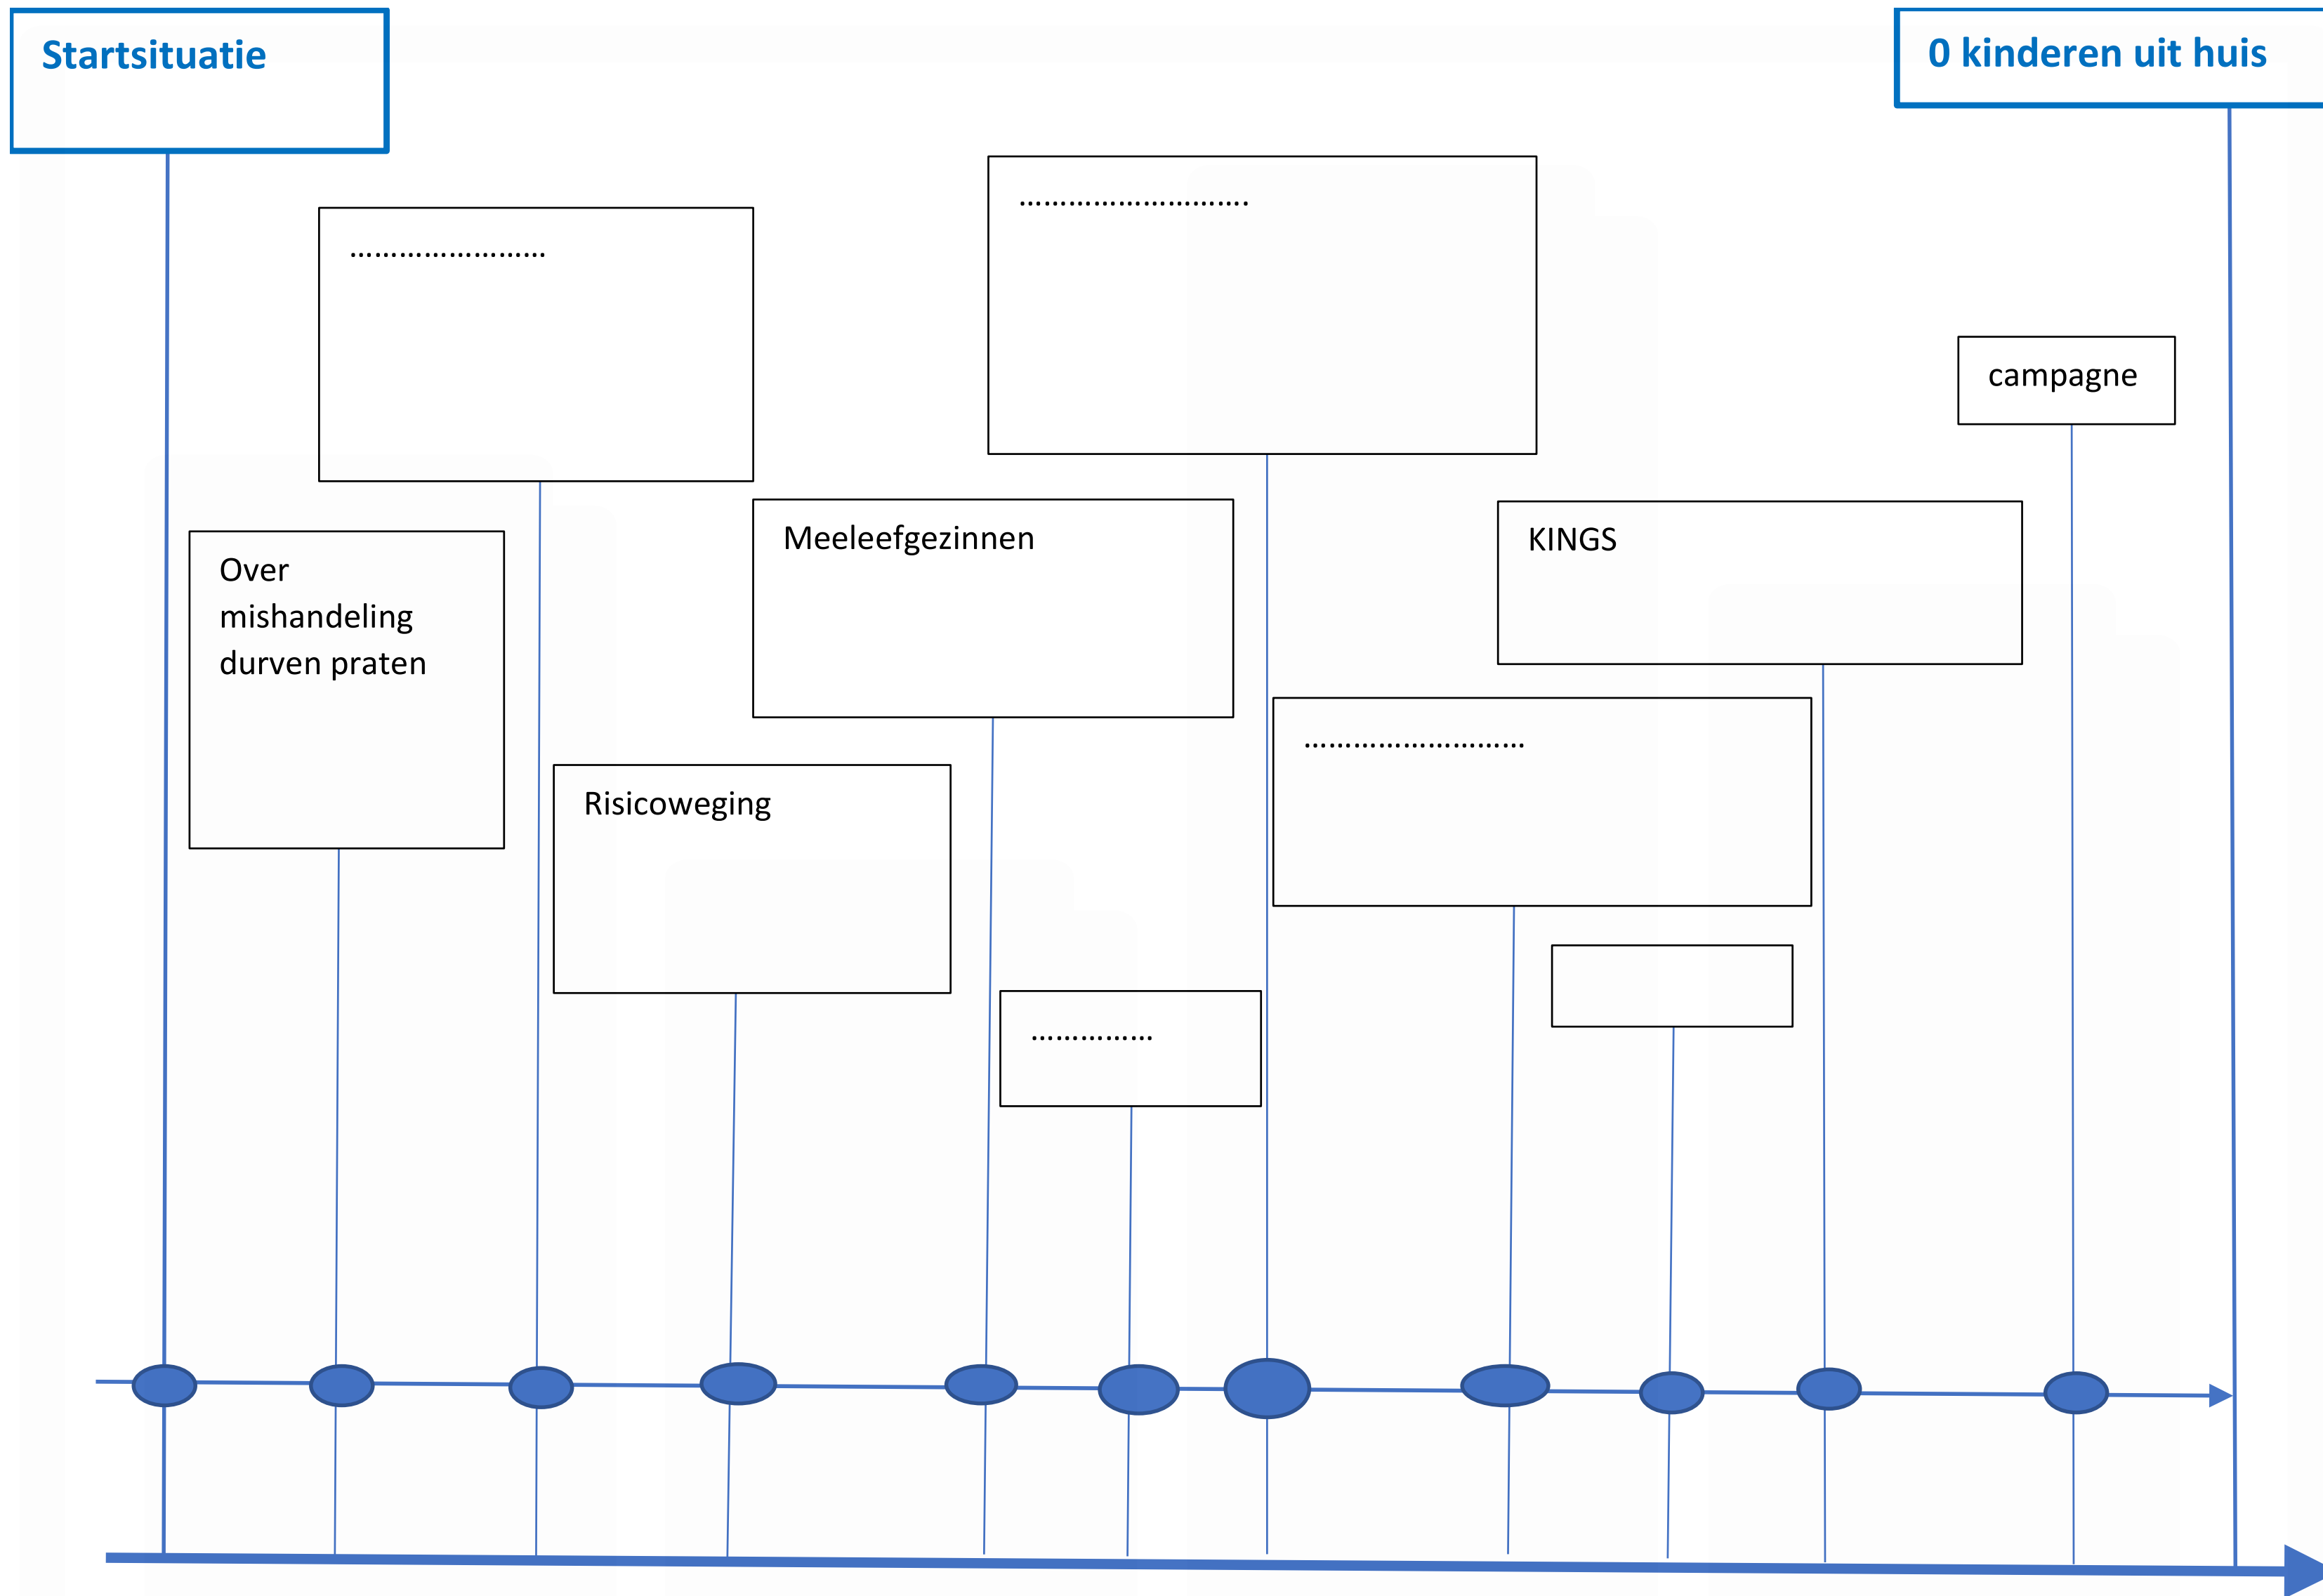 Startsituatie
0 kinderen uit huis
............................
........................
campagne
Meeleefgezinnen
KINGS
Over
mishandeling
durven praten
...........................
Risicoweging
...............